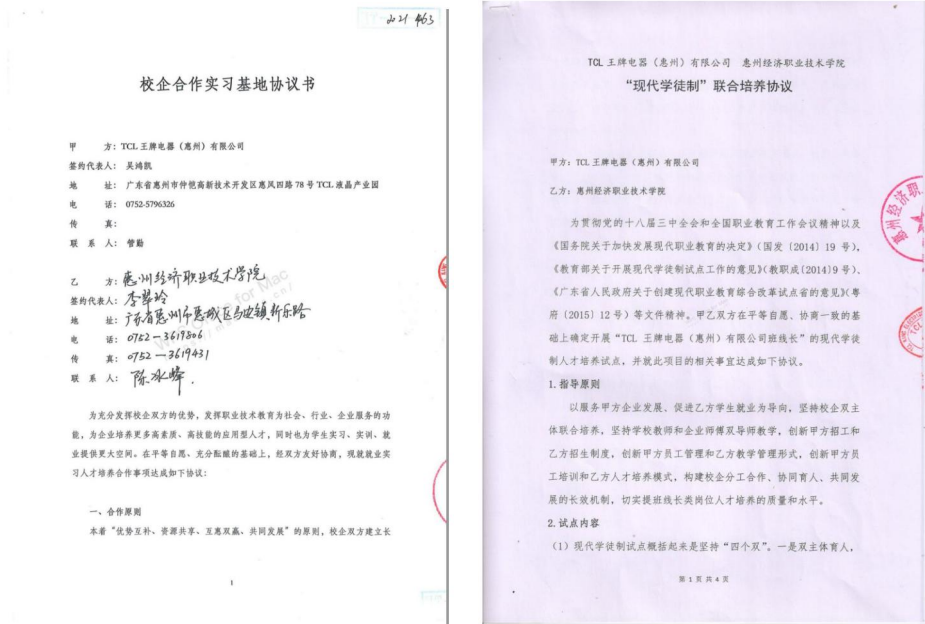 2021 463
校企合作实习基地协议书
甲　　方：TCL 王牌电器（惠州）有限公司
签约代表人：吴鸿凯
地　　址：广东省惠州市仲恺高新技术开发区惠风四路 78 号 TCL 液晶产业园
电　　话：0752-5796326
传　　真：
联 系 人：管勤
乙　　方：惠州经济职业技术学院
签约代表人：李翠玲
地　　址：广东省惠州市惠城区马安镇新乐路
电　　话：0752—3619806
传　　真：0752—3619431
联 系 人：陈冰峰.
为充分发挥校企双方的优势，发挥职业技术教育为社会、行业、企业服务的功
能，为企业培养更多高素质、高技能的应用型人才，同时也为学生实习、实训、就
业提供更大空间。在平等自愿、充分酝酿的基础上，经双方友好协商，现就就业实
习人才培养合作事项达成如下协议：
一、合作原则
本着“优势互补、资源共享、互惠双赢、共同发展”的原则，校企双方建立长
1
TCL 王牌电器（惠州）有限公司　惠州经济职业技术学院
“现代学徒制”联合培养协议
甲方：TCL 王牌电器（惠州）有限公司
乙方：惠州经济职业技术学院
为贯彻党的十八届三中全会和全国职业教育工作会议精神以及
《国务院关于加快发展现代职业教育的决定》（国发〔2014〕19 号）、
《教育部关于开展现代学徒制试点工作的意见》（教职成〔2014〕9 号）、
《广东省人民政府关于创建现代职业教育综合改革试点省的意见》（粤
府〔2015〕12 号）等文件精神。甲乙双方在平等自愿、协商一致的基
础上确定开展“TCL 王牌电器（惠州）有限公司班线长”的现代学徒
制人才培养试点，并就此项目的相关事宜达成如下协议。
1.指导原则
以服务甲方企业发展、促进乙方学生就业为导向，坚持校企双主
体联合培养，坚持学校教师和企业师傅双导师教学，创新甲方招工和
乙方招生制度，创新甲方员工管理和乙方教学管理形式，创新甲方员
工培训和乙方人才培养模式，构建校企分工合作、协同育人、共同发
展的长效机制，切实提班线长类岗位人才培养的质量和水平。
2.试点内容
（1）现代学徒制试点概括起来是坚持“四个双”。一是双主体育人，
第 1 页 共 4 页
惠州经济职